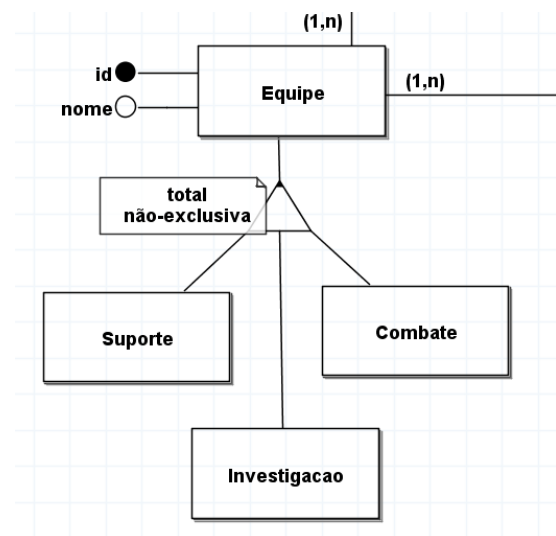 (1,n)
id
Equipe
(1,n)
nome
total
não-exclusiva
Suporte
Combate
Investigacao